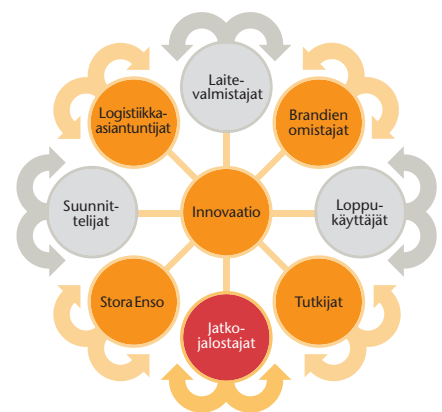 Laite-
valmistajat
Logistiikka-
asiantuntijat
Brandien
omistajat
Suunnit-
telijat
Innovaatio
Loppu-
käyttäjät
Stora Enso
Tutkijat
Jatko-
jalostajat